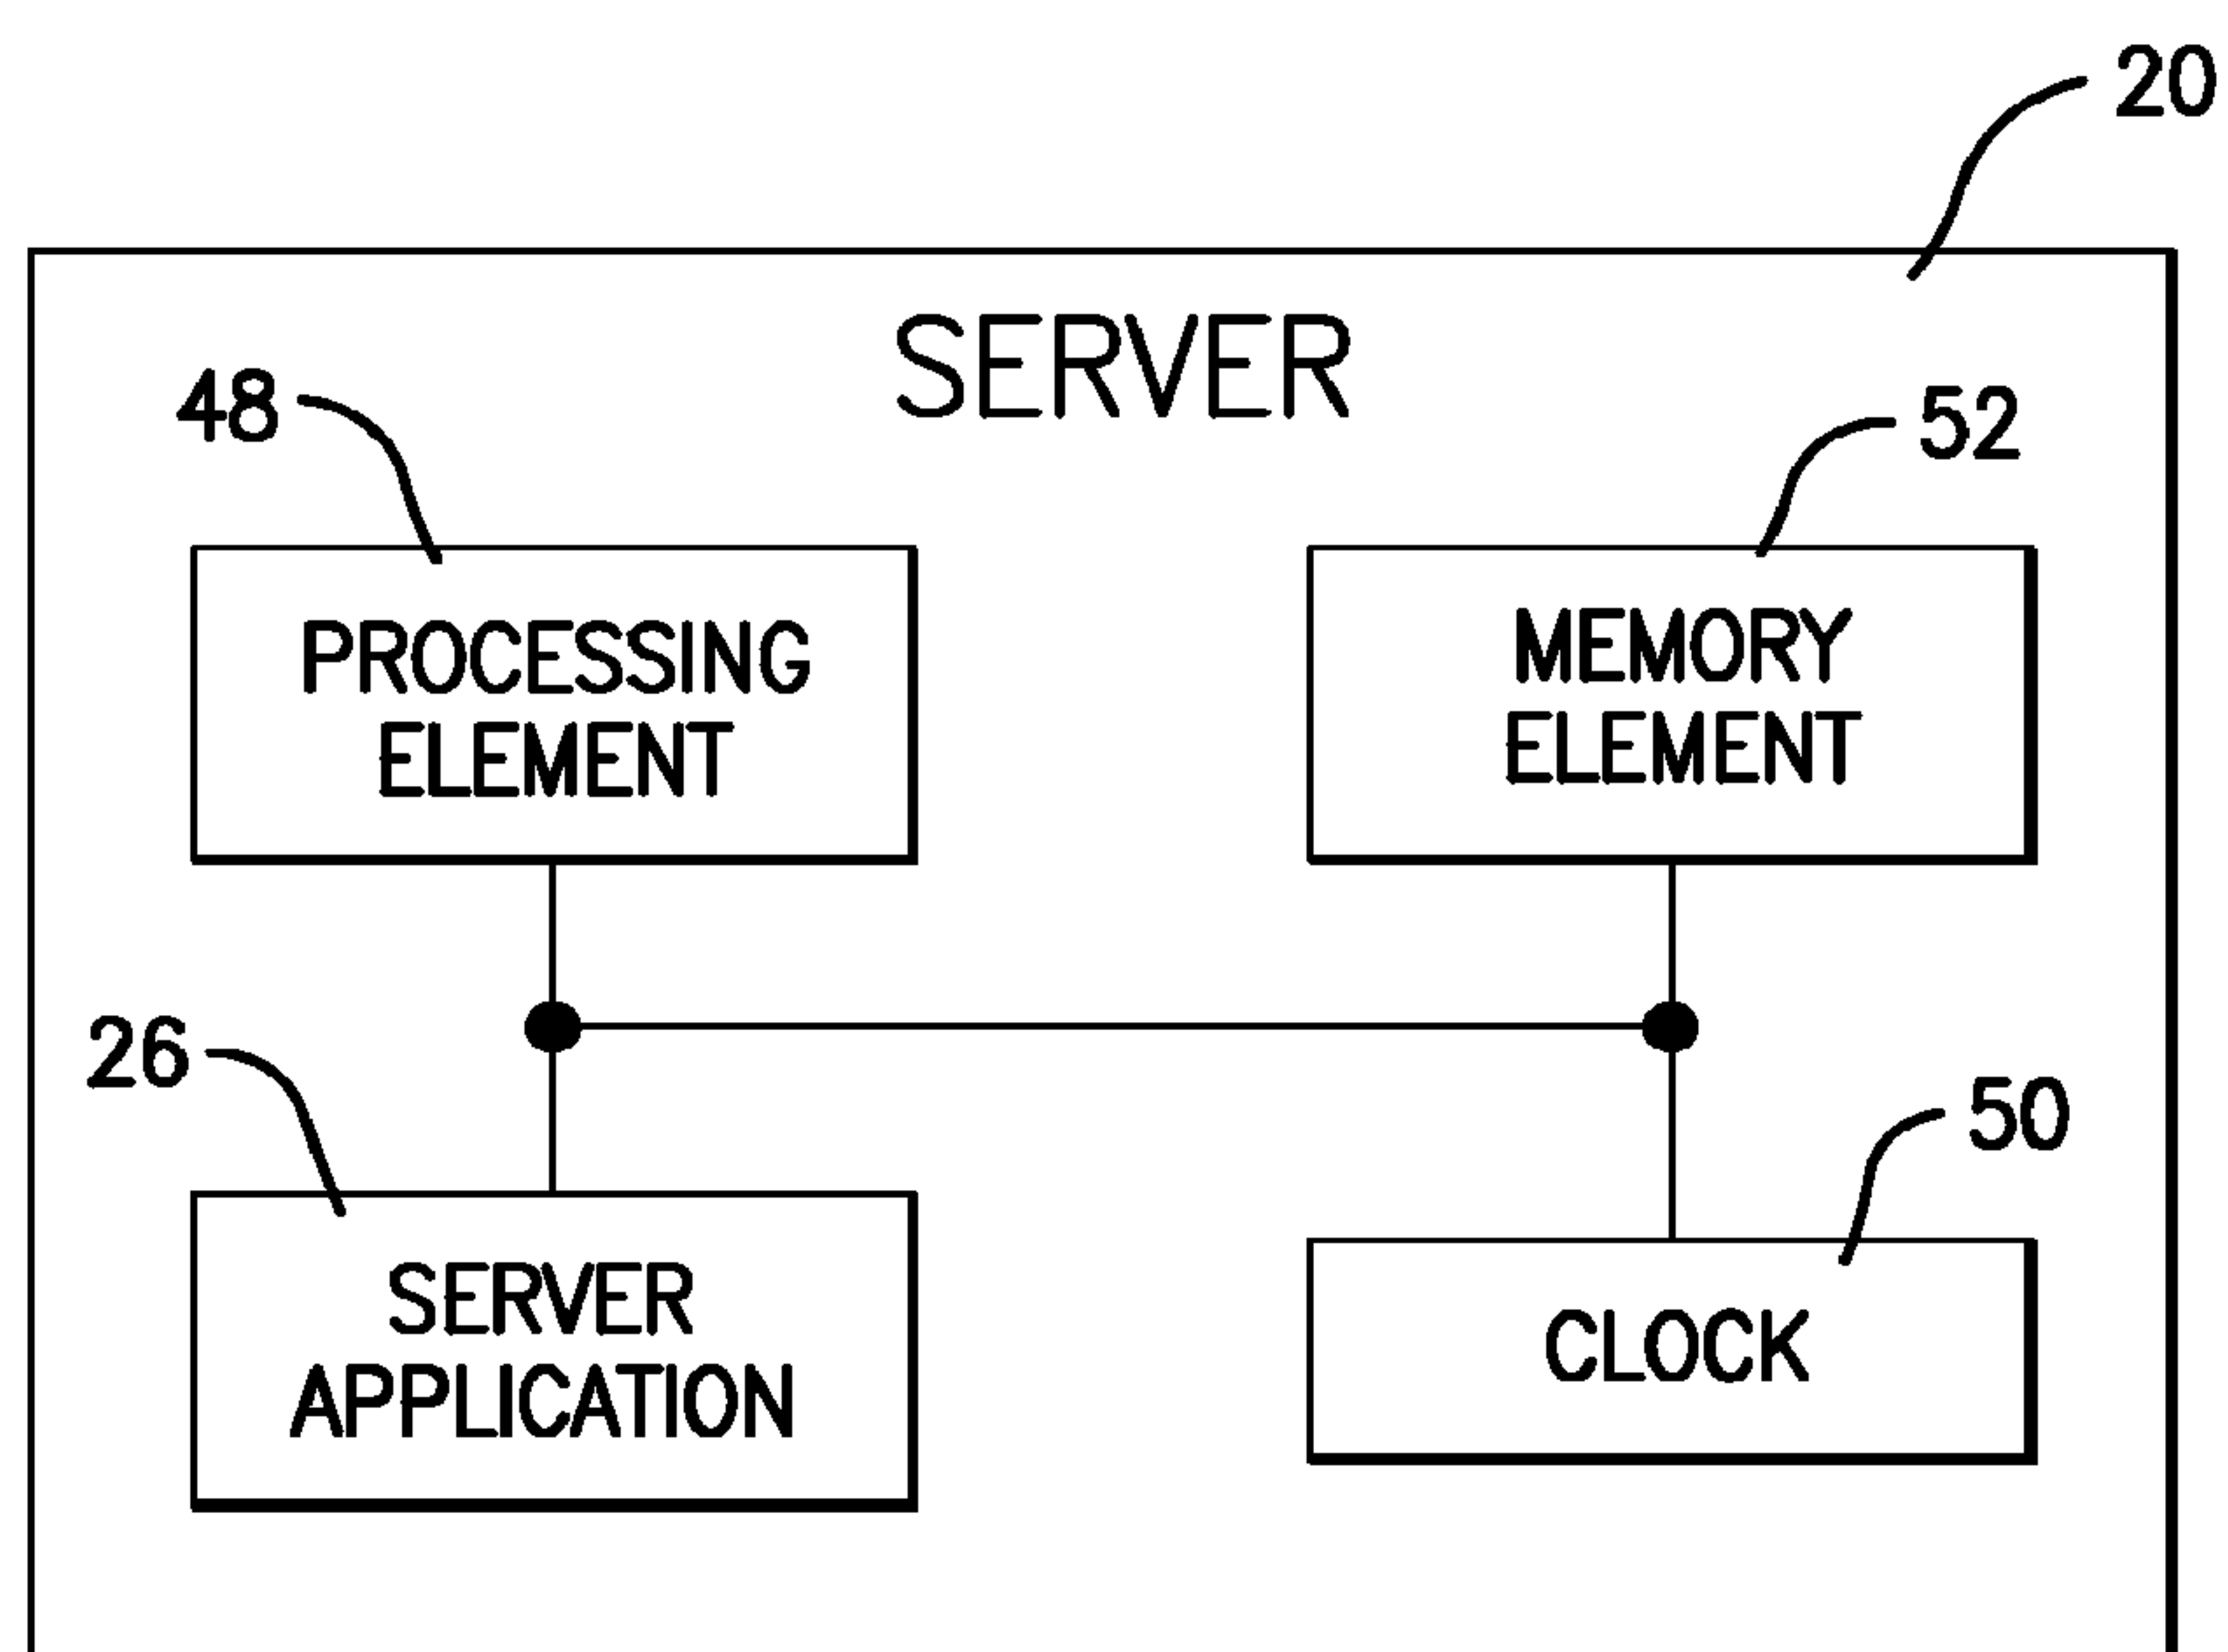 20
SERVER
48
52
PROCESSING
ELEMENT
MEMORY
ELEMENT
26
50
SERVER
APPLICATION
CLOCK